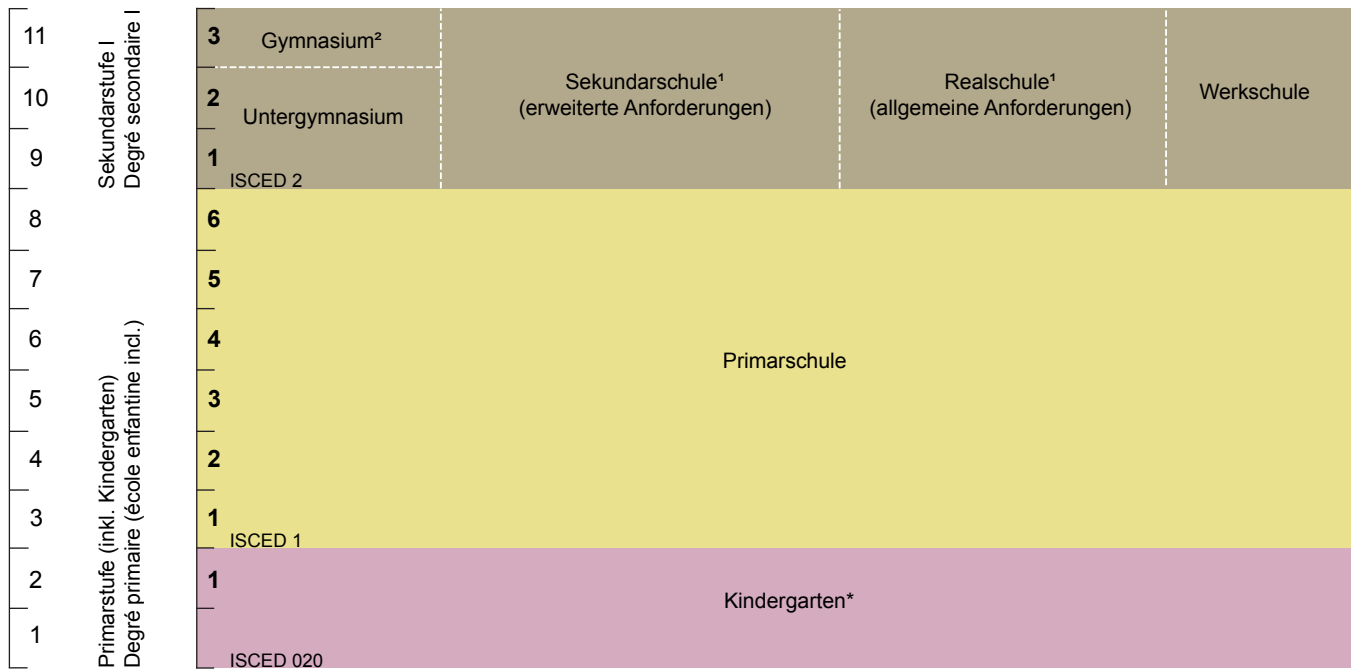 11
10
9
8
7
6
5
4
3
2
1
Sekundarstufe I
Degré secondaire I
Primarstufe (inkl. Kindergarten)
Degré primaire (école enfantine incl.)
3
2
1
6
5
4
3
2
1
1
Gymnasium²
Untergymnasium
ISCED 2
Sekundarschule¹
(erweiterte Anforderungen)
Realschule¹
(allgemeine Anforderungen)
Werkschule
Primarschule
ISCED 1
Kindergarten*
ISCED 020